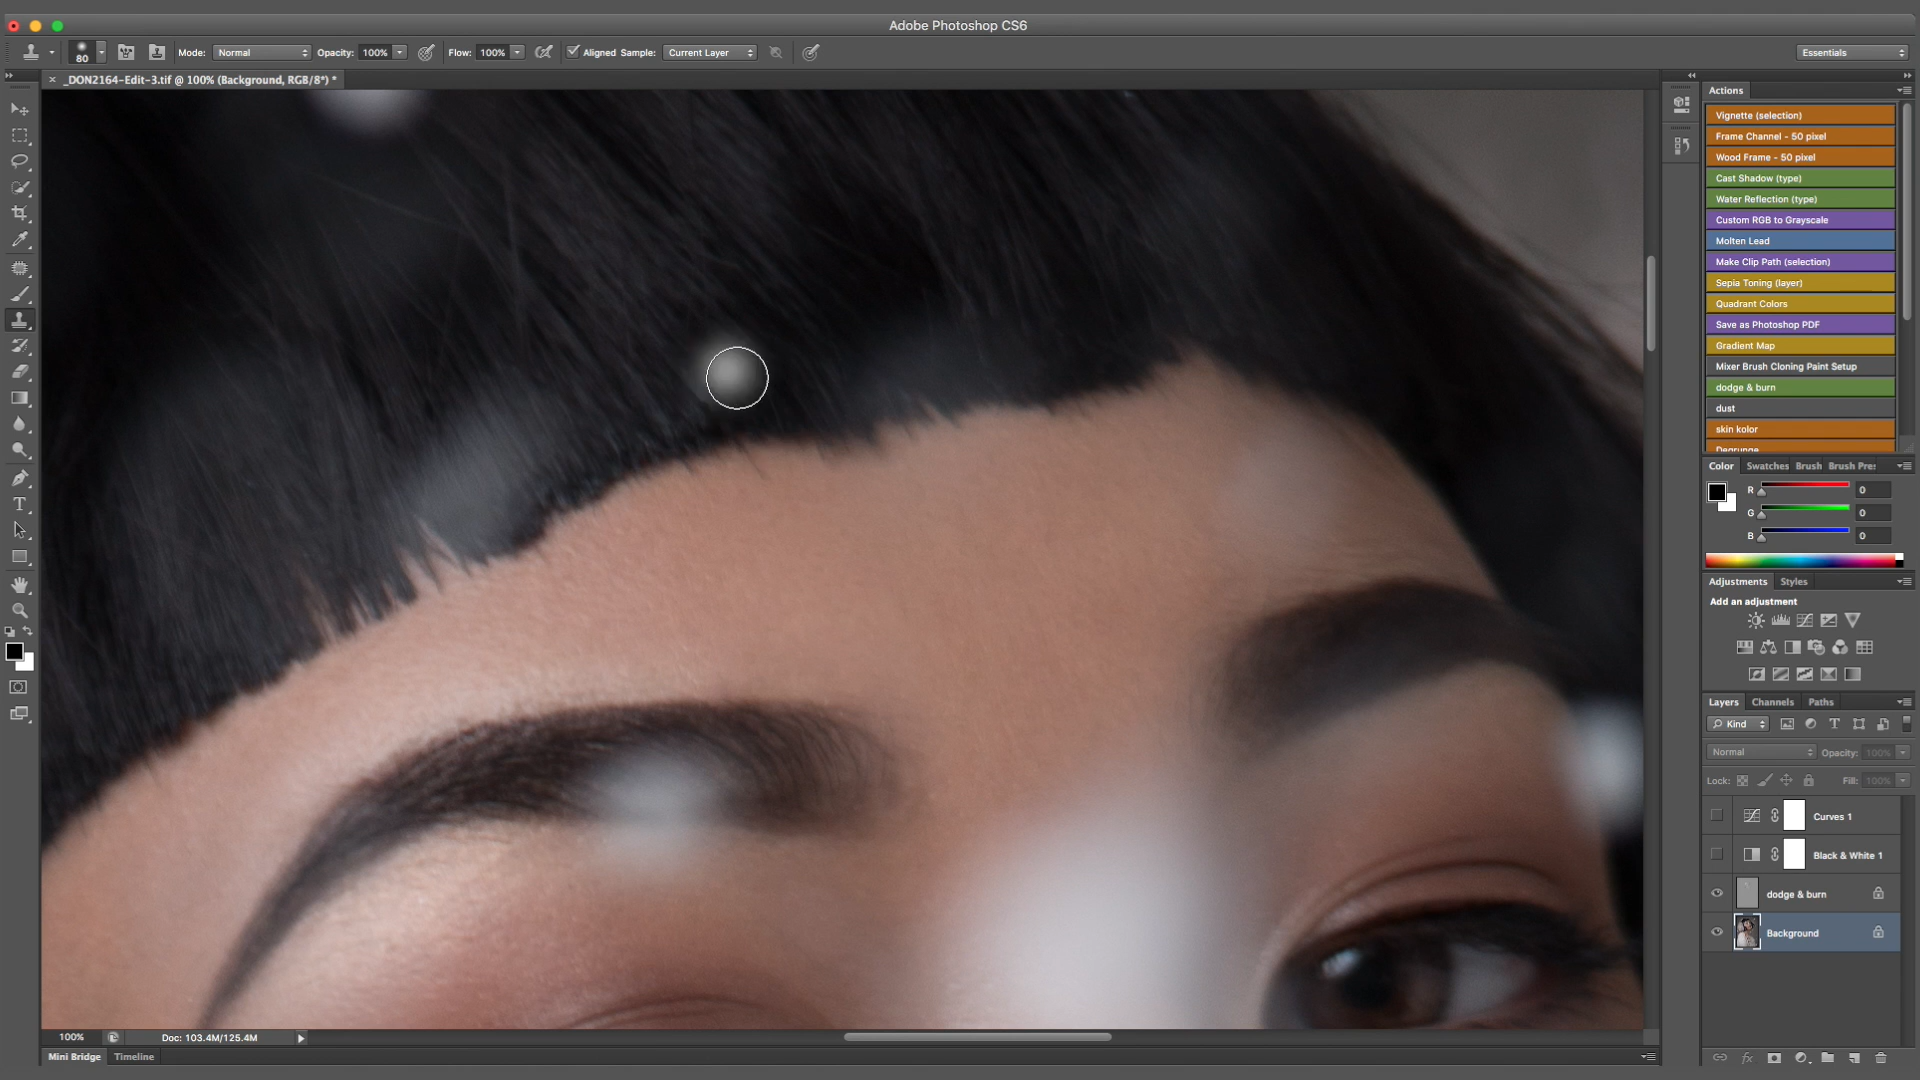 Adobe Photoshop CS6
80
Mode: Normal
Opacity: 100%
Flow: 100%
Aligned
Sample: Current Layer
Essentials
_DON2164-Edit-3.tif @ 100% (Background, RGB/8*) *
Actions
Vignette (selection)
Frame Channel - 50 pixel
Wood Frame - 50 pixel
Cast Shadow (type)
Water Reflection (type)
Custom RGB to Grayscale
Molten Lead
Make Clip Path (selection)
Sepia Toning (layer)
Quadrant Colors
Save as Photoshop PDF
Gradient Map
Mixer Brush Cloning Paint Setup
dodge & burn
dust
skin kolor
Degrunge
Color Swatches Brush Brush Pre:
R 0
G 0
B 0
Adjustments Styles
Add an adjustment
Layers Channels Paths
Kind
Normal Opacity: 100%
Lock: Fill: 100%
Curves 1
Black & White 1
dodge & burn
Background
100% Doc: 103.4M/125.4M
Mini Bridge Timeline